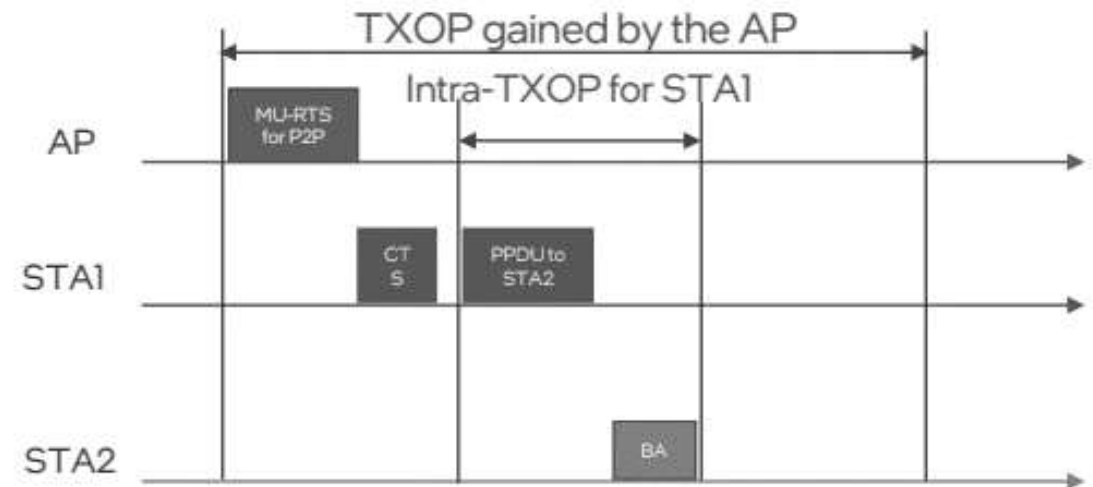 TXOP gained by the AP
Intra-TXOP for STA1
AP
MU-RTS
for P2P
STA1
CT
S
PPDU to
STA2
STA2
BA